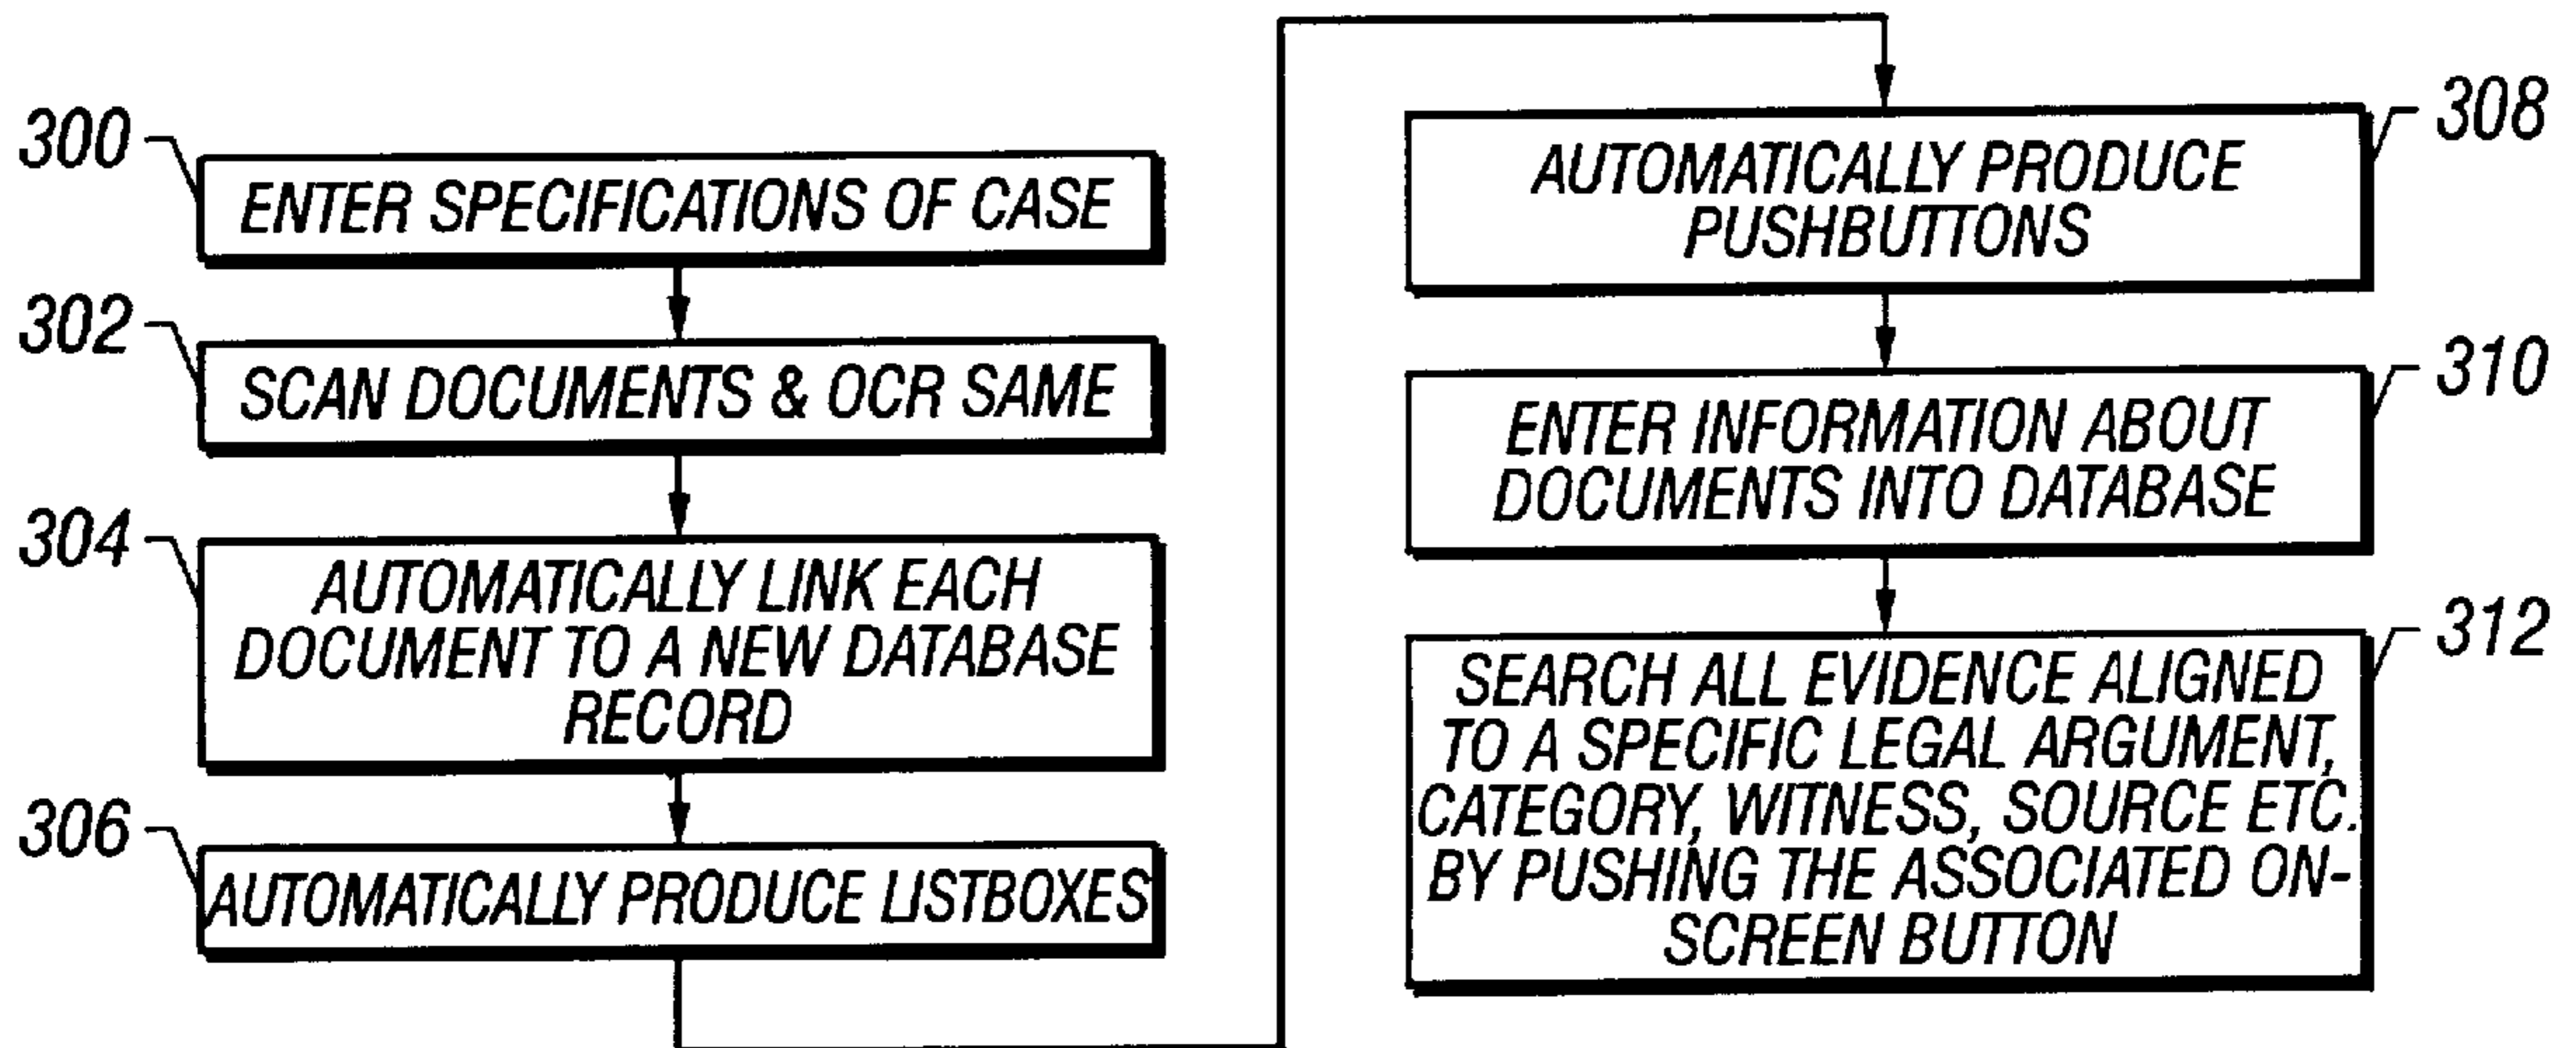 300
ENTER SPECIFICATIONS OF CASE
302
SCAN DOCUMENTS & OCR SAME
304
AUTOMATICALLY LINK EACH
DOCUMENT TO A NEW DATABASE
RECORD
306
AUTOMATICALLY PRODUCE LISTBOXES
308
AUTOMATICALLY PRODUCE
PUSHBUTTONS
310
ENTER INFORMATION ABOUT
DOCUMENTS INTO DATABASE
312
SEARCH ALL EVIDENCE ALIGNED
TO A SPECIFIC LEGAL ARGUMENT,
CATEGORY, WITNESS, SOURCE ETC.
BY PUSHING THE ASSOCIATED ON-
SCREEN BUTTON